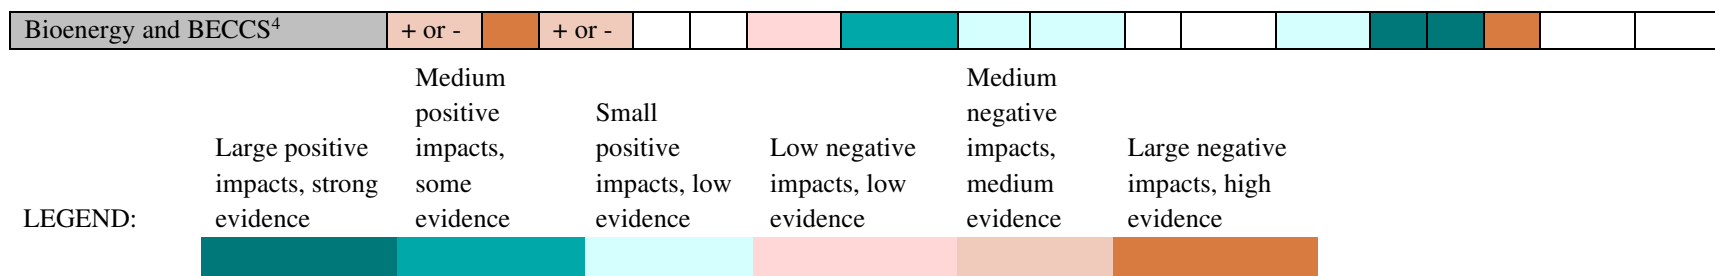 Bioenergy and BECCS⁴ + or - + or -
Medium Medium
positive Small negative
Large positive impacts, positive Low negative impacts, Large negative
impacts, strong some impacts, low impacts, low medium impacts, high
LEGEND: evidence evidence evidence evidence evidence evidence